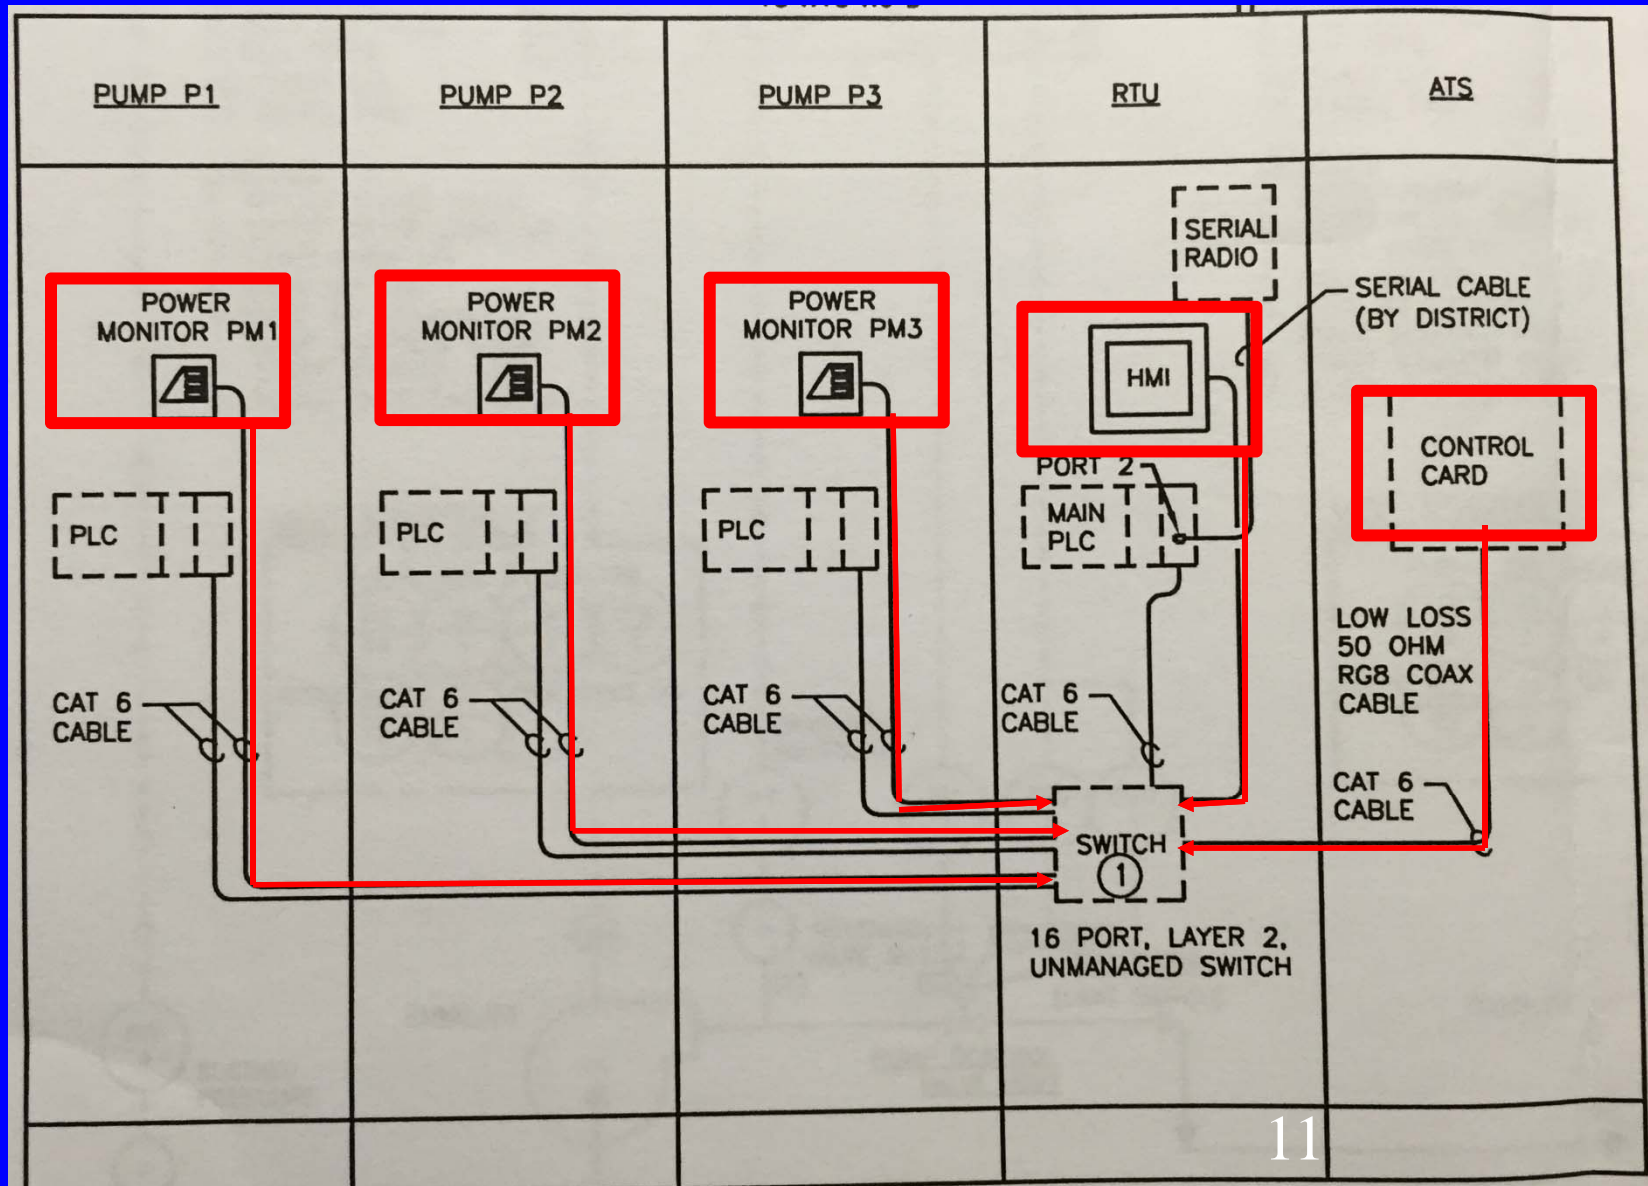 PUMP P1
PUMP P2
PUMP P3
RTU
ATS
SERIAL
RADIO
SERIAL CABLE
(BY DISTRICT)
POWER
MONITOR PM1
POWER
MONITOR PM2
POWER
MONITOR PM3
HMI
CONTROL
CARD
PORT 2
PLC
PLC
PLC
MAIN
PLC
LOW LOSS
50 OHM
RG8 COAX
CABLE
CAT 6
CABLE
CAT 6
CABLE
CAT 6
CABLE
CAT 6
CABLE
CAT 6
CABLE
SWITCH
1
16 PORT, LAYER 2,
UNMANAGED SWITCH
11